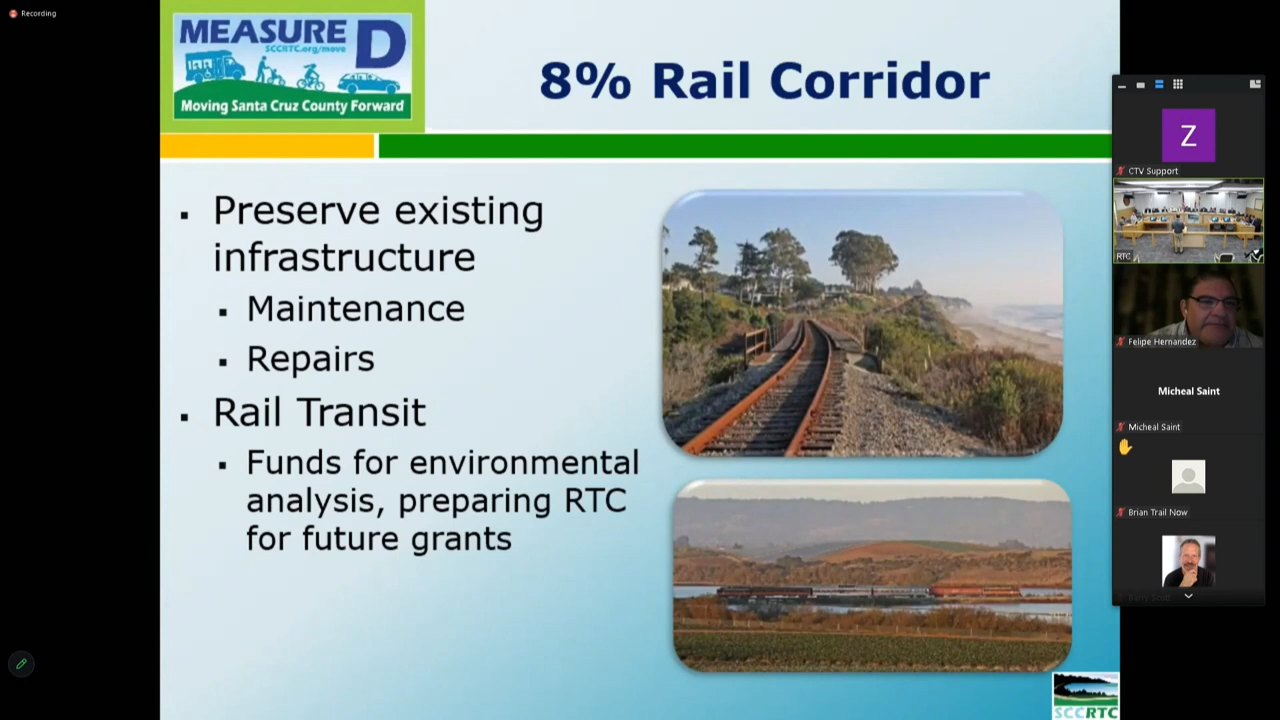 Recording
MEASURE D
SCCRTC.org/move
Moving Santa Cruz County Forward
8% Rail Corridor
Preserve existing
infrastructure
Maintenance
Repairs
Rail Transit
Funds for environmental
analysis, preparing RTC
for future grants
SCCRTC
Z
CTV Support
RTC
Felipe Hernandez
Micheal Saint
Micheal Saint
Brian Trail Now
Barry Scott